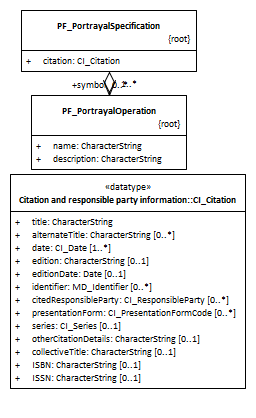 PF_PortrayalSpecification
{root}
+ citation: CI_Citation
PF_PortrayalOperation
{root}
+ name: CharacterString
+ description: CharacterString
«datatype»
Citation and responsible party information::CI_Citation
+ title: CharacterString
+ alternateTitle: CharacterString [0..*]
+ date: CI_Date [1..*]
+ edition: CharacterString [0..1]
+ editionDate: Date [0..1]
+ identifier: MD_Identifier [0..*]
+ citedResponsibleParty: CI_ResponsibleParty [0..*]
+ presentationForm: CI_PresentationFormCode [0..*]
+ series: CI_Series [0..1]
+ otherCitationDetails: CharacterString [0..1]
+ collectiveTitle: CharacterString [0..1]
+ ISBN: CharacterString [0..1]
+ ISSN: CharacterString [0..1]